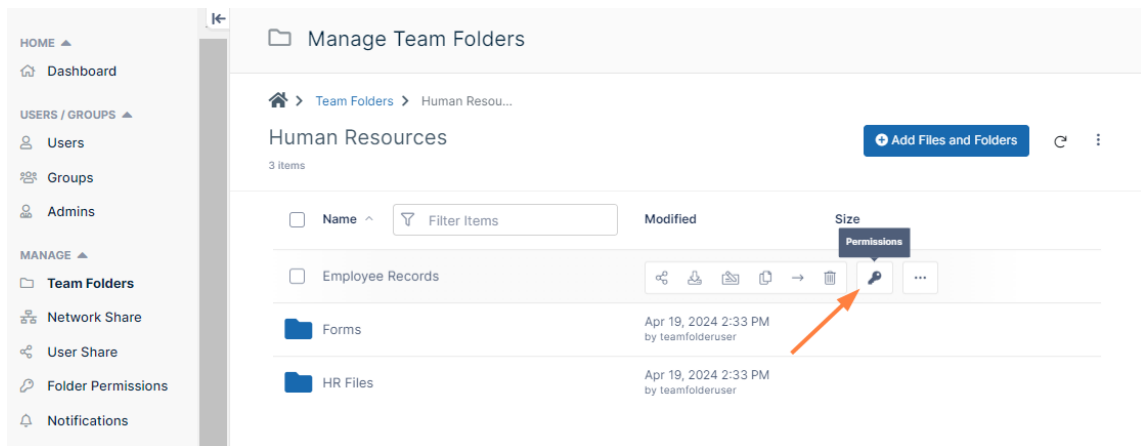 HOME
Dashboard
USERS / GROUPS
Users
Groups
Admins
MANAGE
Team Folders
Network Share
User Share
Folder Permissions
Notifications
Manage Team Folders
Team Folders > Human Resou...
Human Resources
3 items
Add Files and Folders
Name
Filter Items
Modified
Size
Permissions
Employee Records
Forms
Apr 19, 2024 2:33 PM
by teamfolderuser
HR Files
Apr 19, 2024 2:33 PM
by teamfolderuser